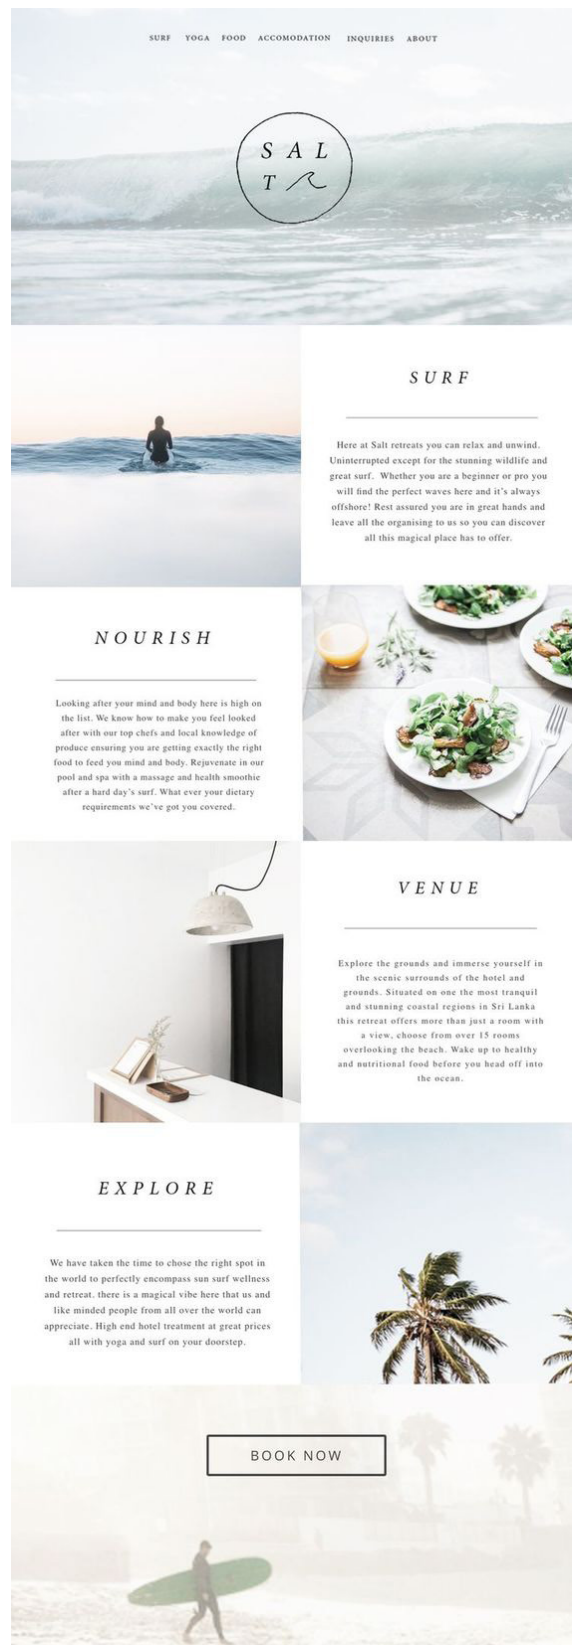 SURF YOGA FOOD ACCOMODATION INQUIRIES ABOUT
SAL
T
SURF
Here at Salt retreats you can relax and unwind.
Uninterrupted except for the stunning wildlife and
great surf. Whether you are a beginner or pro you
will find the perfect waves here and it's always
offshore! Rest assured you are in great hands and
leave all the organising to us so you can discover
all this magical place has to offer.
NOURISH
Looking after your mind and body here is high on
the list. We know how to make you feel looked
after with our top chefs and local knowledge of
produce ensuring you are getting exactly the right
food to feed you mind and body. Rejuvenate in our
pool and spa with a massage and health smoothie
after a hard day's surf. What ever your dietary
requirements we've got you covered.
VENUE
Explore the grounds and immerse yourself in
the scenic surrounds of the hotel and
grounds. Situated on one the most tranquil
and stunning coastal regions in Sri Lanka
this retreat offers more than just a room with
a view, choose from over 15 rooms
overlooking the beach. Wake up to healthy
and nutritional food before you head off into
the ocean.
EXPLORE
We have taken the time to chose the right spot in
the world to perfectly encompass sun surf wellness
and retreat. there is a magical vibe here that us and
like minded people from all over the world can
appreciate. High end hotel treatment at great prices
all with yoga and surf on your doorstep.
BOOK NOW